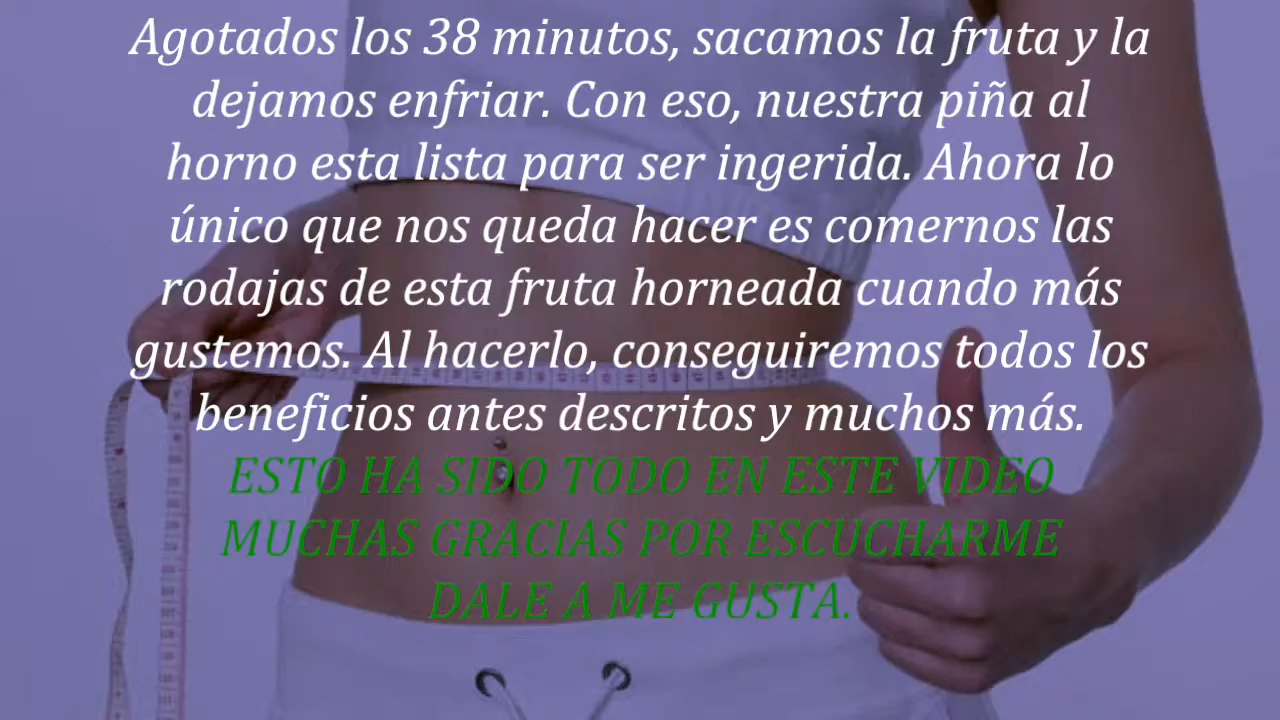 Agotados los 38 minutos, sacamos la fruta y la
dejamos enfriar. Con eso, nuestra piña al
horno esta lista para ser ingerida. Ahora lo
único que nos queda hacer es comernos las
rodajas de esta fruta horneada cuando más
gustemos. Al hacerlo, conseguiremos todos los
beneficios antes descritos y muchos más.
ESTO HA SIDO TODO EN ESTE VIDEO
MUCHAS GRACIAS POR ESCUCHARME
DALE A ME GUSTA.